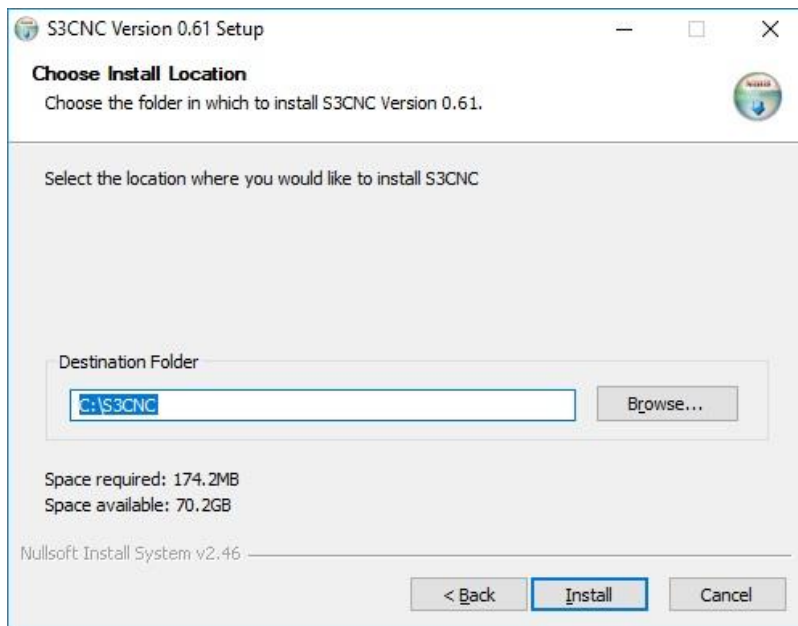 S3CNC Version 0.61 Setup
Choose Install Location
Choose the folder in which to install S3CNC Version 0.61.
Select the location where you would like to install S3CNC
Destination Folder
C:\S3CNC
Browse...
Space required: 174.2MB
Space available: 70.2GB
Nullsoft Install System v2.46
< Back
Install
Cancel